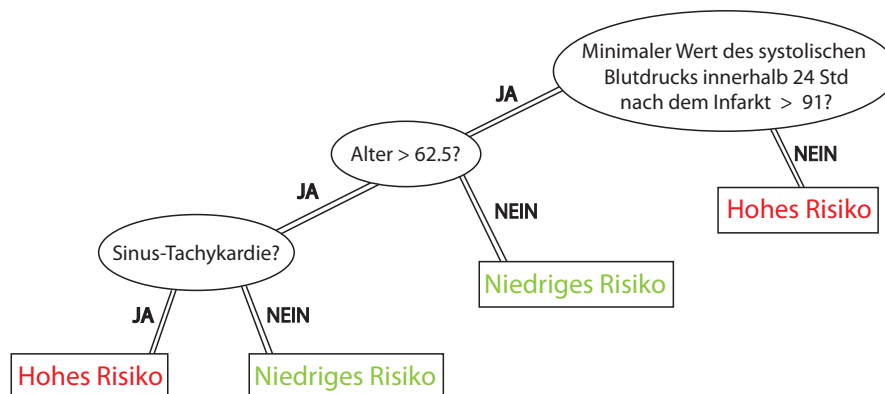 Minimaler Wert des systolischen
Blutdrucks innerhalb 24 Std
nach dem Infarkt > 91?
JA
NEIN
Alter > 62.5?
Hohes Risiko
JA
NEIN
Sinus-Tachykardie?
Niedriges Risiko
JA
NEIN
Hohes Risiko
Niedriges Risiko